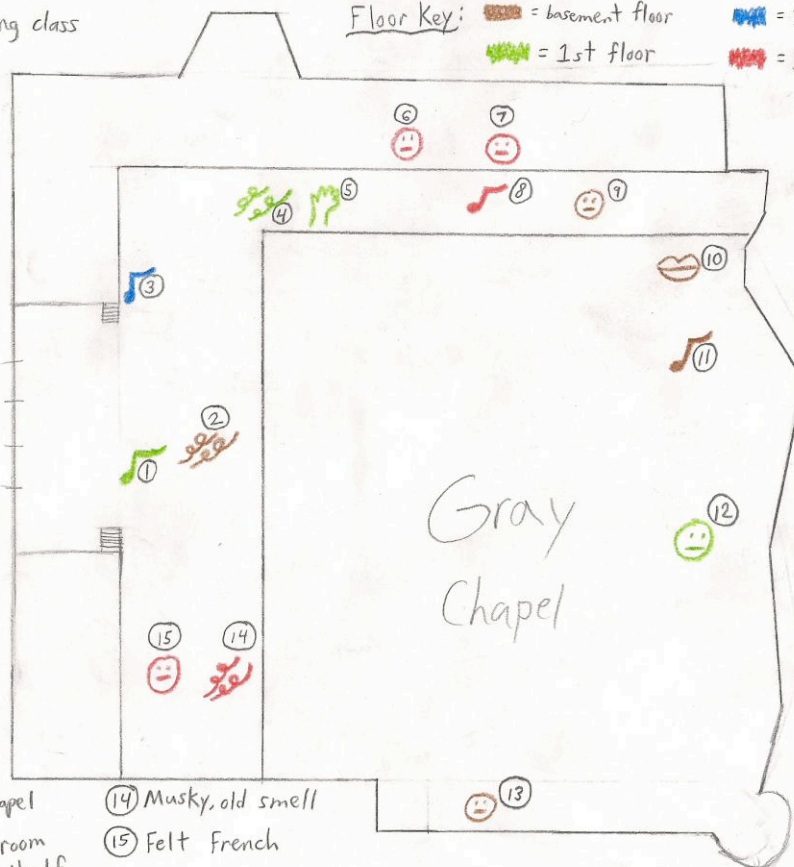 ng class
Floor Key:
= basement floor
=
= 1st floor
=
6
7
5
4
8
9
10
3
11
2
1
Gray
Chapel
12
15
14
13
apel
14 Musky, old smell
room
15 Felt French